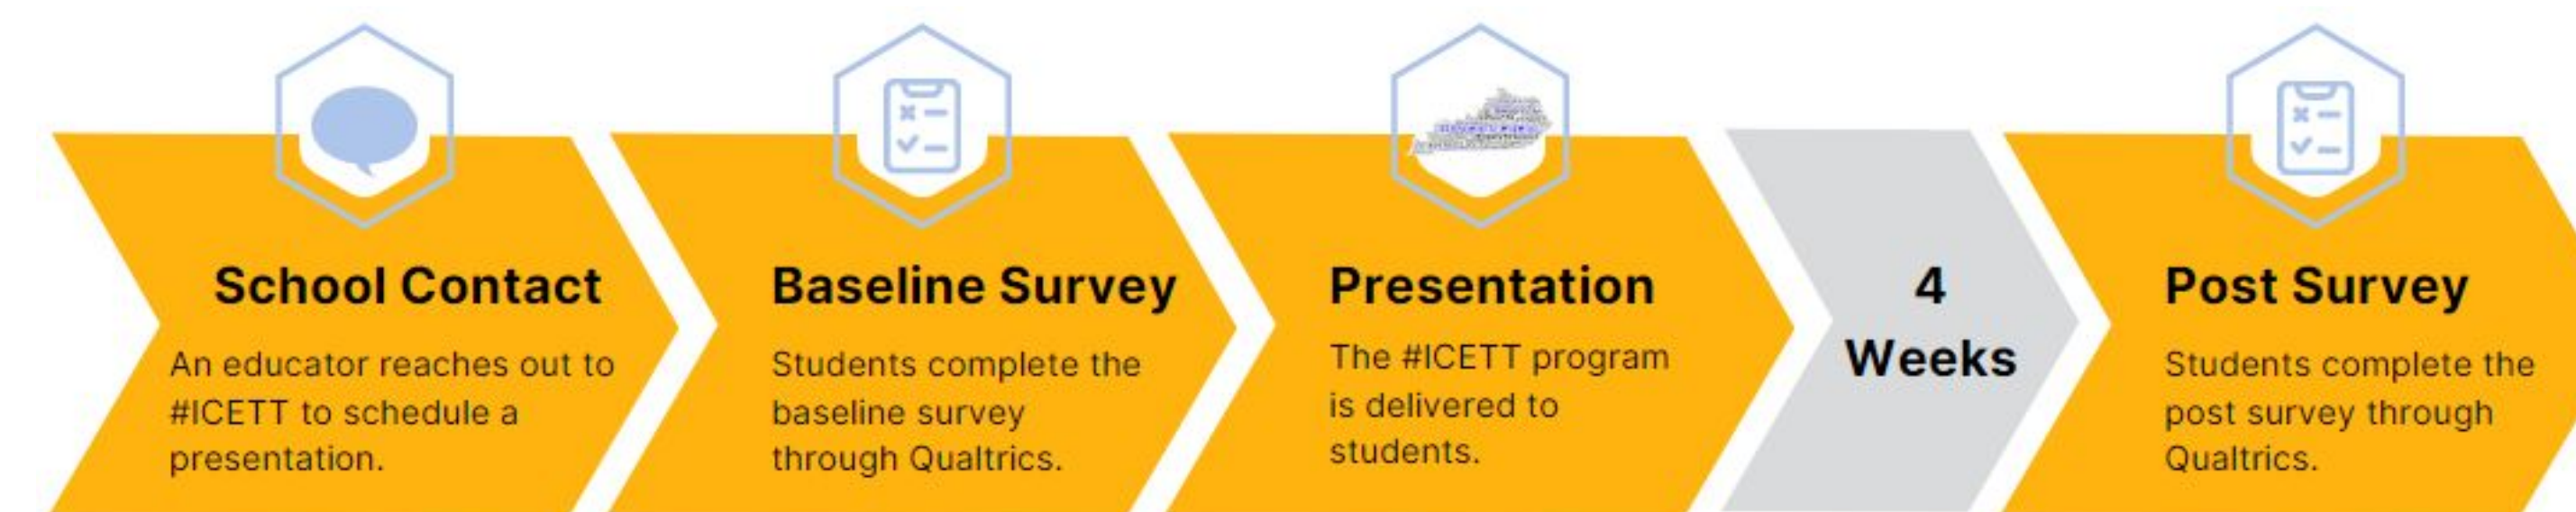 School Contact
An educator reaches out to
#ICETT to schedule a
presentation.
Baseline Survey
Students complete the
baseline survey
through Qualtrics.
Presentation
The #ICETT program
is delivered to
students.
4
Weeks
Post Survey
Students complete the
post survey through
Qualtrics.